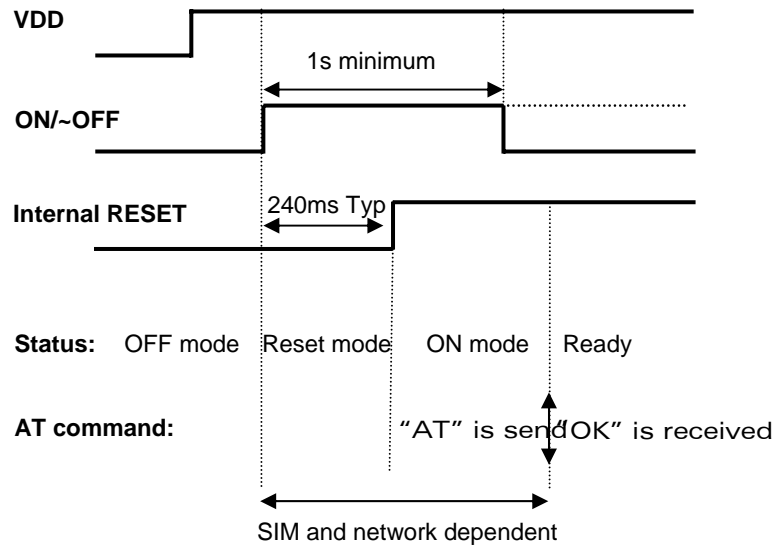 VDD
1s minimum
ON/~OFF
240ms Typ
Internal RESET
Status: OFF mode Reset mode ON mode Ready
AT command: "AT" is send "OK" is received
SIM and network dependent